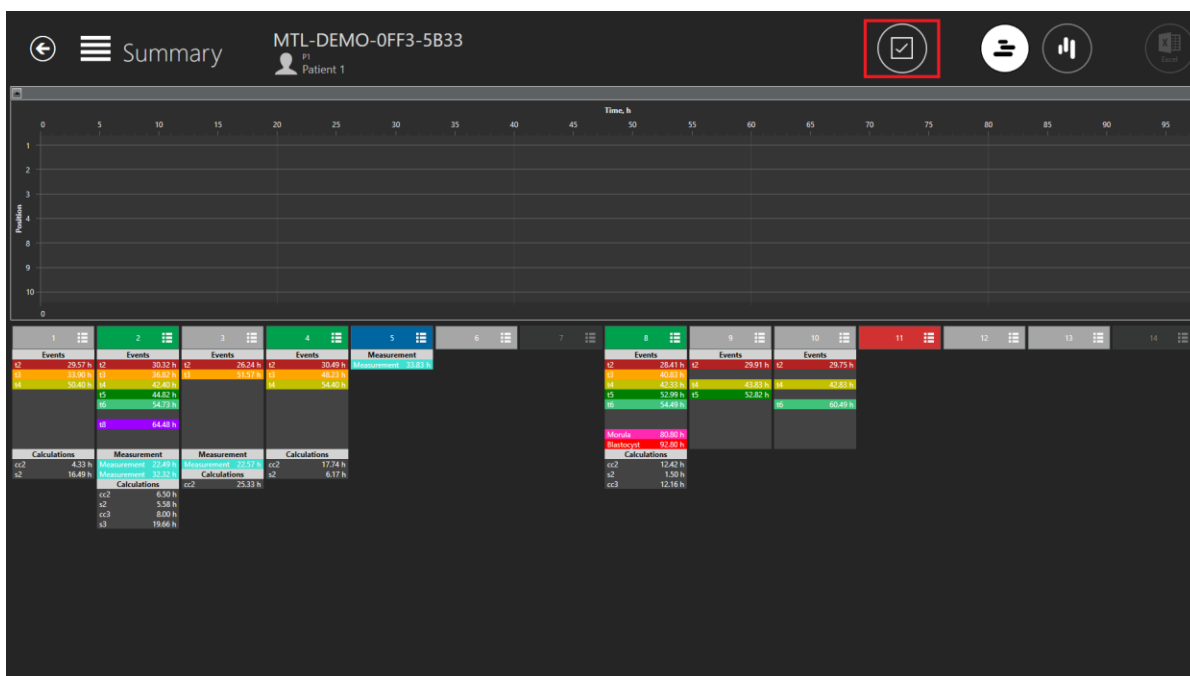 Summary
MTL-DEMO-0FF3-5B33
P1
Patient 1
Excel
Time, h
0 5 10 15 20 25 30 35 40 45 50 55 60 65 70 75 80 85 90 95
Position
1
2
3
4
8
9
10
0
1 2 3 4 5 6 7 8 9 10 11 12 13 14
Events Events Events Events Measurement Events Events Events
t2 29.57 h t2 30.32 h t2 26.24 h t2 30.49 h Measurement 33.83 h t2 28.41 h t2 29.91 h t2 29.75 h
t3 33.90 h t3 36.82 h t3 51.57 h t3 48.23 h t3 40.83 h
t4 50.40 h t4 42.40 h t4 54.40 h t4 42.33 h t4 43.83 h t4 42.83 h
t5 44.82 h t5 52.99 h t5 52.82 h
t6 54.73 h t6 54.49 h t6 60.49 h
t8 64.48 h
Morula 80.80 h
Blastocyst 92.80 h
Calculations Measurement Measurement Calculations Calculations
cc2 4.33 h Measurement 22.49 h Measurement 22.57 h cc2 17.74 h cc2 12.42 h
s2 16.49 h Measurement 32.32 h Calculations s2 6.17 h s2 1.50 h
Calculations cc2 25.33 h cc3 12.16 h
cc2 6.50 h
s2 5.58 h
cc3 8.00 h
s3 19.66 h